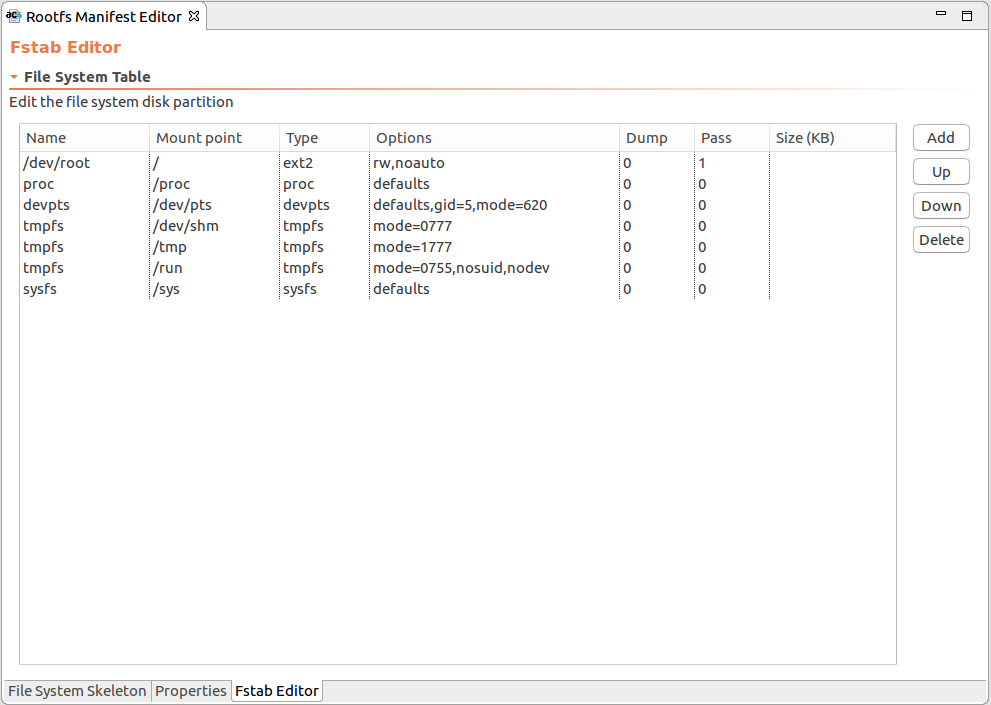 Rootfs Manifest Editor
Fstab Editor
File System Table
Edit the file system disk partition
Name Mount point Type Options Dump Pass Size (KB)
/dev/root / ext2 rw,noauto 0 1
proc /proc proc defaults 0 0
devpts /dev/pts devpts defaults,gid=5,mode=620 0 0
tmpfs /dev/shm tmpfs mode=0777 0 0
tmpfs /tmp tmpfs mode=1777 0 0
tmpfs /run tmpfs mode=0755,nosuid,nodev 0 0
sysfs /sys sysfs defaults 0 0
Add
Up
Down
Delete
File System Skeleton Properties Fstab Editor